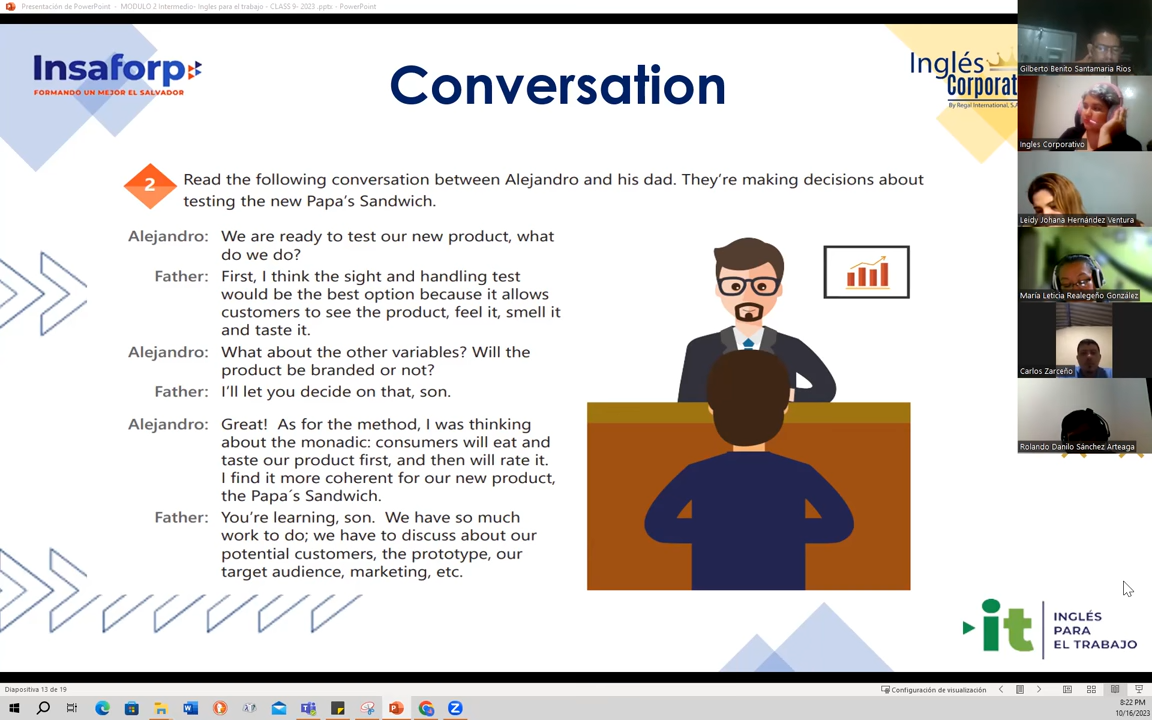 Presentación de PowerPoint - MODULO 2 Intermedio- Ingles para el trabajo - CLASS 9- 2023 .pptx - PowerPoint
Insaforp
FORMANDO UN MEJOR EL SALVADOR
Conversation
Inglés
Corporat
By Regal International, S.A
2
Read the following conversation between Alejandro and his dad. They're making decisions about
testing the new Papa's Sandwich.
Alejandro: We are ready to test our new product, what
do we do?
Father: First, I think the sight and handling test
would be the best option because it allows
customers to see the product, feel it, smell it
and taste it.
Alejandro: What about the other variables? Will the
product be branded or not?
Father: I'll let you decide on that, son.
Alejandro: Great! As for the method, I was thinking
about the monadic: consumers will eat and
taste our product first, and then will rate it.
I find it more coherent for our new product,
the Papa´s Sandwich.
Father: You're learning, son. We have so much
work to do; we have to discuss about our
potential customers, the prototype, our
target audience, marketing, etc.
Gilberto Benito Santamaria Rios
Ingles Corporativo
Leidy Johana Hernández Ventura
María Leticia Realegeño González
Carlos Zarceño
Rolando Danilo Sánchez Arteaga
it
INGLÉS
PARA
EL TRABAJO
Diapositiva 13 de 19
Configuración de visualización
8:22 PM
10/16/2023